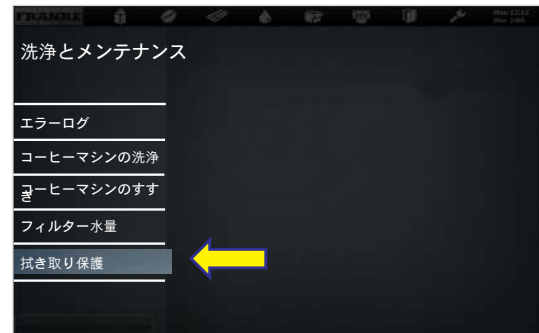 FRANKE
洗浄とメンテナンス
エラーログ
コーヒーマシンの洗浄
コーヒーマシンのすす
ぎ
フィルター水量
拭き取り保護